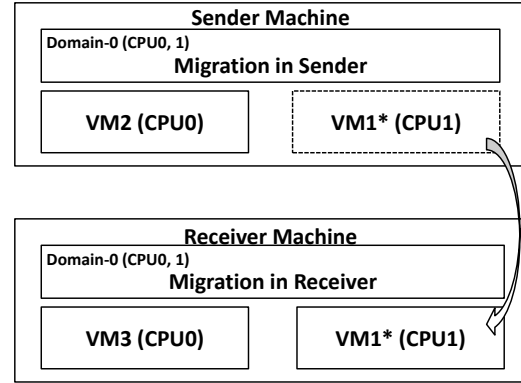 Sender Machine
Domain-0 (CPU0, 1)
Migration in Sender
VM2 (CPU0) VM1* (CPU1)
Receiver Machine
Domain-0 (CPU0, 1)
Migration in Receiver
VM3 (CPU0) VM1* (CPU1)